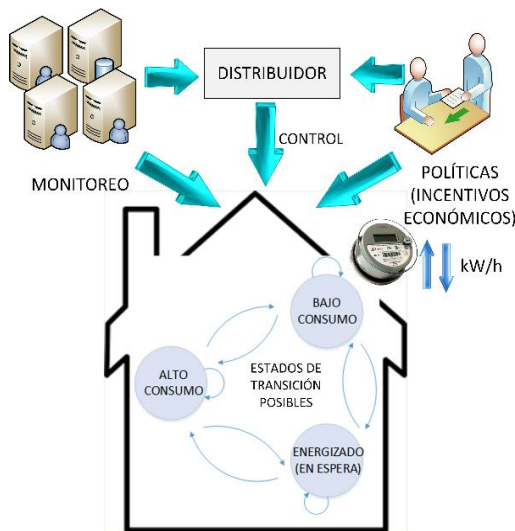 DISTRIBUIDOR
CONTROL
MONITOREO
POLÍTICAS
(INCENTIVOS
ECONÓMICOS)
kW/h
BAJO
CONSUMO
ALTO
CONSUMO
ESTADOS DE
TRANSICIÓN
POSIBLES
ENERGIZADO
(EN ESPERA)